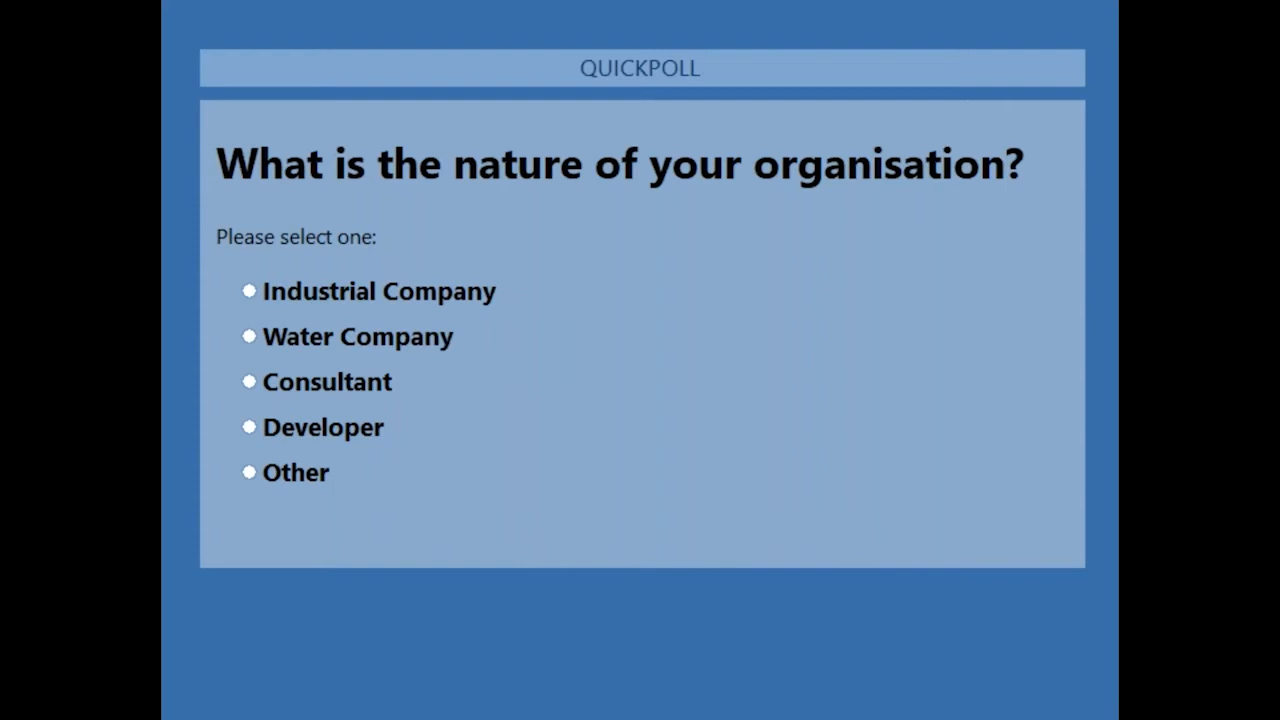 QUICKPOLL
What is the nature of your organisation?
Please select one:
Industrial Company
Water Company
Consultant
Developer
Other